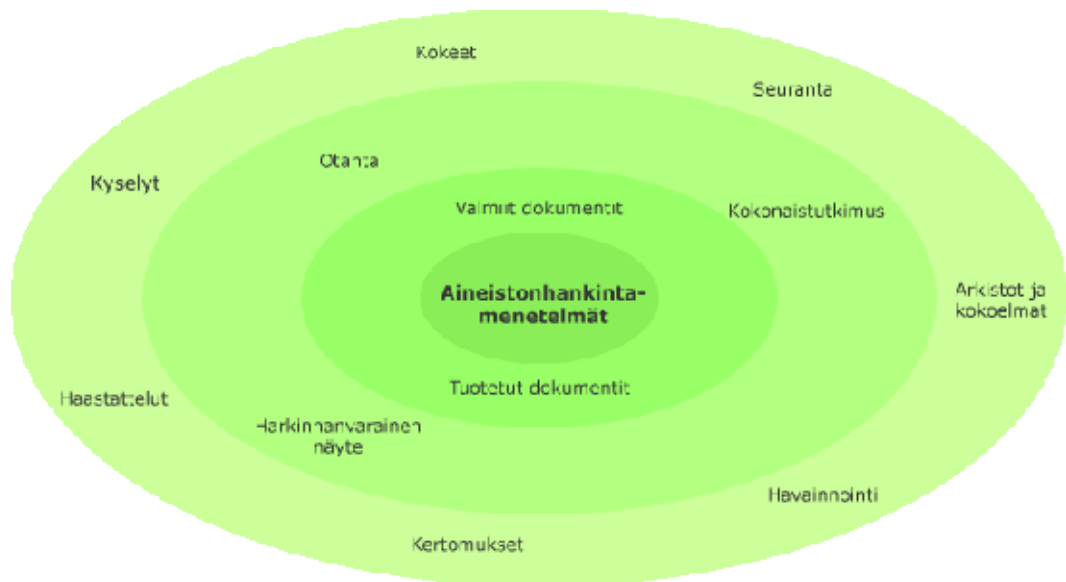 Kokeet
Seuranta
Otanta
Kyselyt
Valmiit dokumentit
Kokonaistutkimus
Aineistonhankinta-
menetelmät
Arkistot ja
kokoelmat
Tuotetut dokumentit
Haastattelut
Harkinnanvarainen
näyte
Havainnointi
Kertomukset